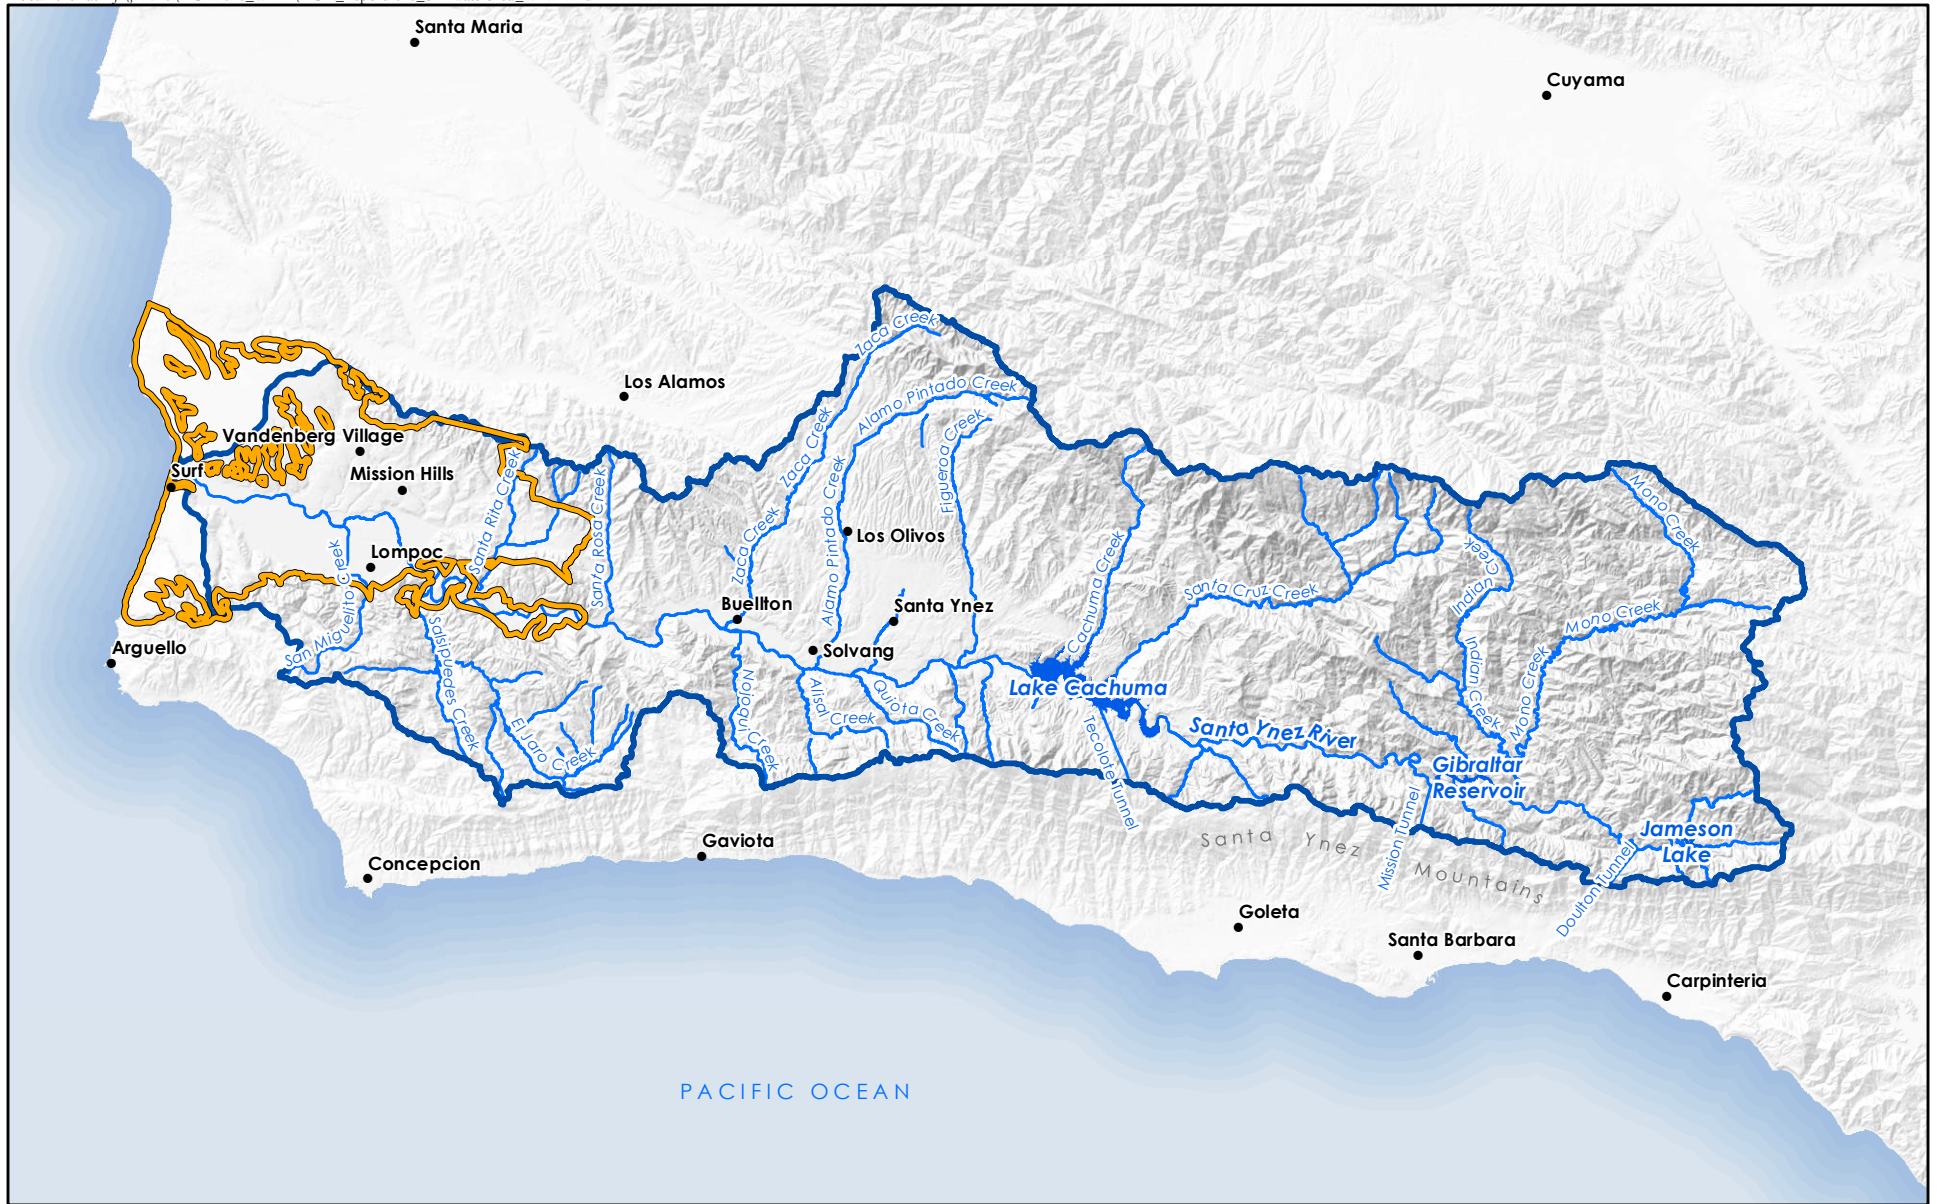 Santa Maria
Cuyama
Zaca Creek
Los Alamos
Alamo Pintado Creek
Zaca Creek
Figueroa Creek
Vandenberg Village
Surf
Mission Hills
Santa Rita Creek
Santa Rosa Creek
Zaca Creek
Alamo Pintado Creek
Los Olivos
Mono Creek
Lompoc
San Miguelito Creek
Cachuma Creek
Santa Cruz Creek
Indian
Creek
Mono Creek
Buellton
Santa Ynez
Arguello
Salsipuedes Creek
Solvang
Nojoqui
Creek
Alisal
Creek
Quiota Creek
Lake Cachuma
Indian Creek
Mono Creek
El Jaro
Creek
Tecolote Tunnel
Santa Ynez River
Gibraltar
Reservoir
Mission Tunnel
Jameson
Lake
Doulton Tunnel
Santa Ynez
Mountains
Gaviota
Concepcion
Goleta
Santa Barbara
Carpinteria
PACIFIC OCEAN